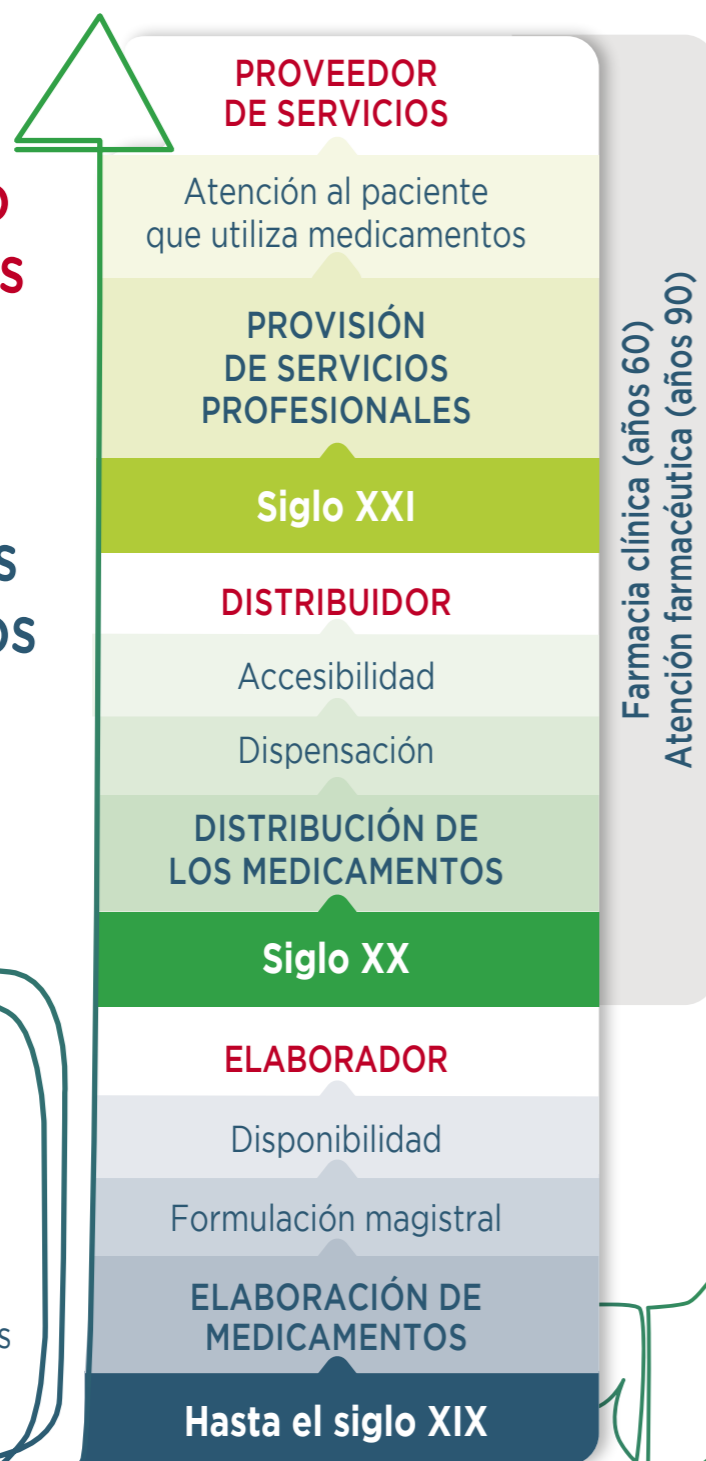 PROVEEDOR
DE SERVICIOS
Atención al paciente
que utiliza medicamentos
PROVISIÓN
DE SERVICIOS
PROFESIONALES
Siglo XXI
DISTRIBUIDOR
Accesibilidad
Dispensación
DISTRIBUCIÓN DE
LOS MEDICAMENTOS
Siglo XX
ELABORADOR
Disponibilidad
Formulación magistral
ELABORACIÓN DE
MEDICAMENTOS
Hasta el siglo XIX
Farmacia clínica (años 60)
Atención farmacéutica (años 90)